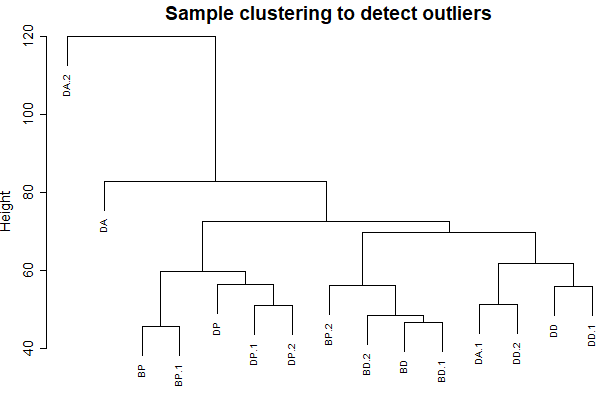 Sample clustering to detect outliers
120
100
80
60
40
Height
DA.2
DA
BP
BP.1
DP
DP.1
DP.2
BP.2
BD.2
BD
BD.1
DA.1
DD.2
DD
DD.1